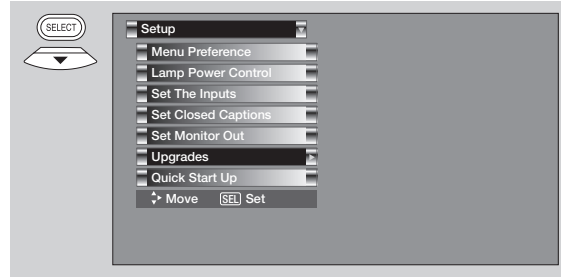 SELECT
Setup
Menu Preference
Lamp Power Control
Set The Inputs
Set Closed Captions
Set Monitor Out
Upgrades
Quick Start Up
Move SEL Set